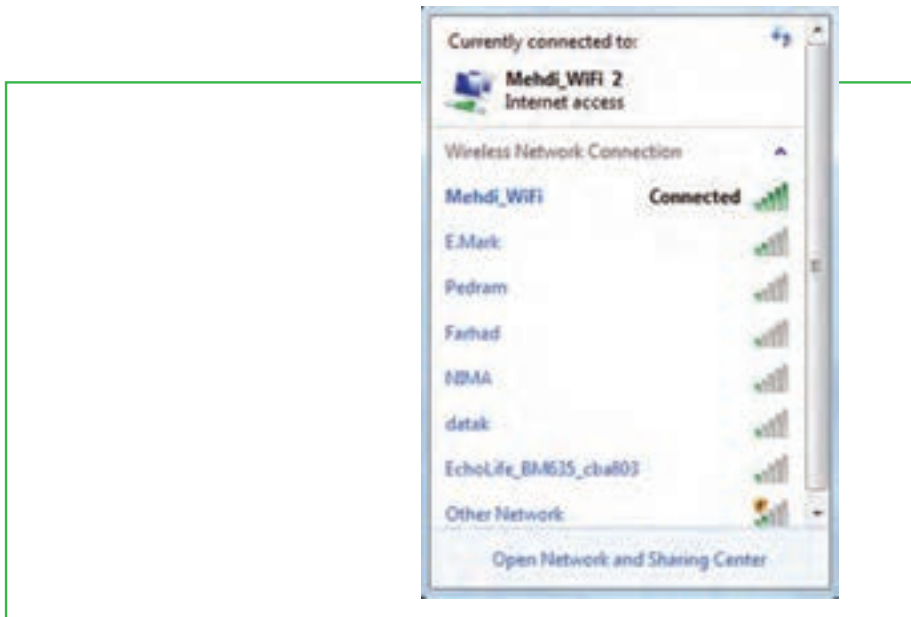 Currently connected to:
Mehdi_WiFi 2
Internet access
Wireless Network Connection
Mehdi_WiFi Connected
E.Mark
Pedram
Farhad
NIMA
datak
EchoLife_BM635_cba803
Other Network
Open Network and Sharing Center